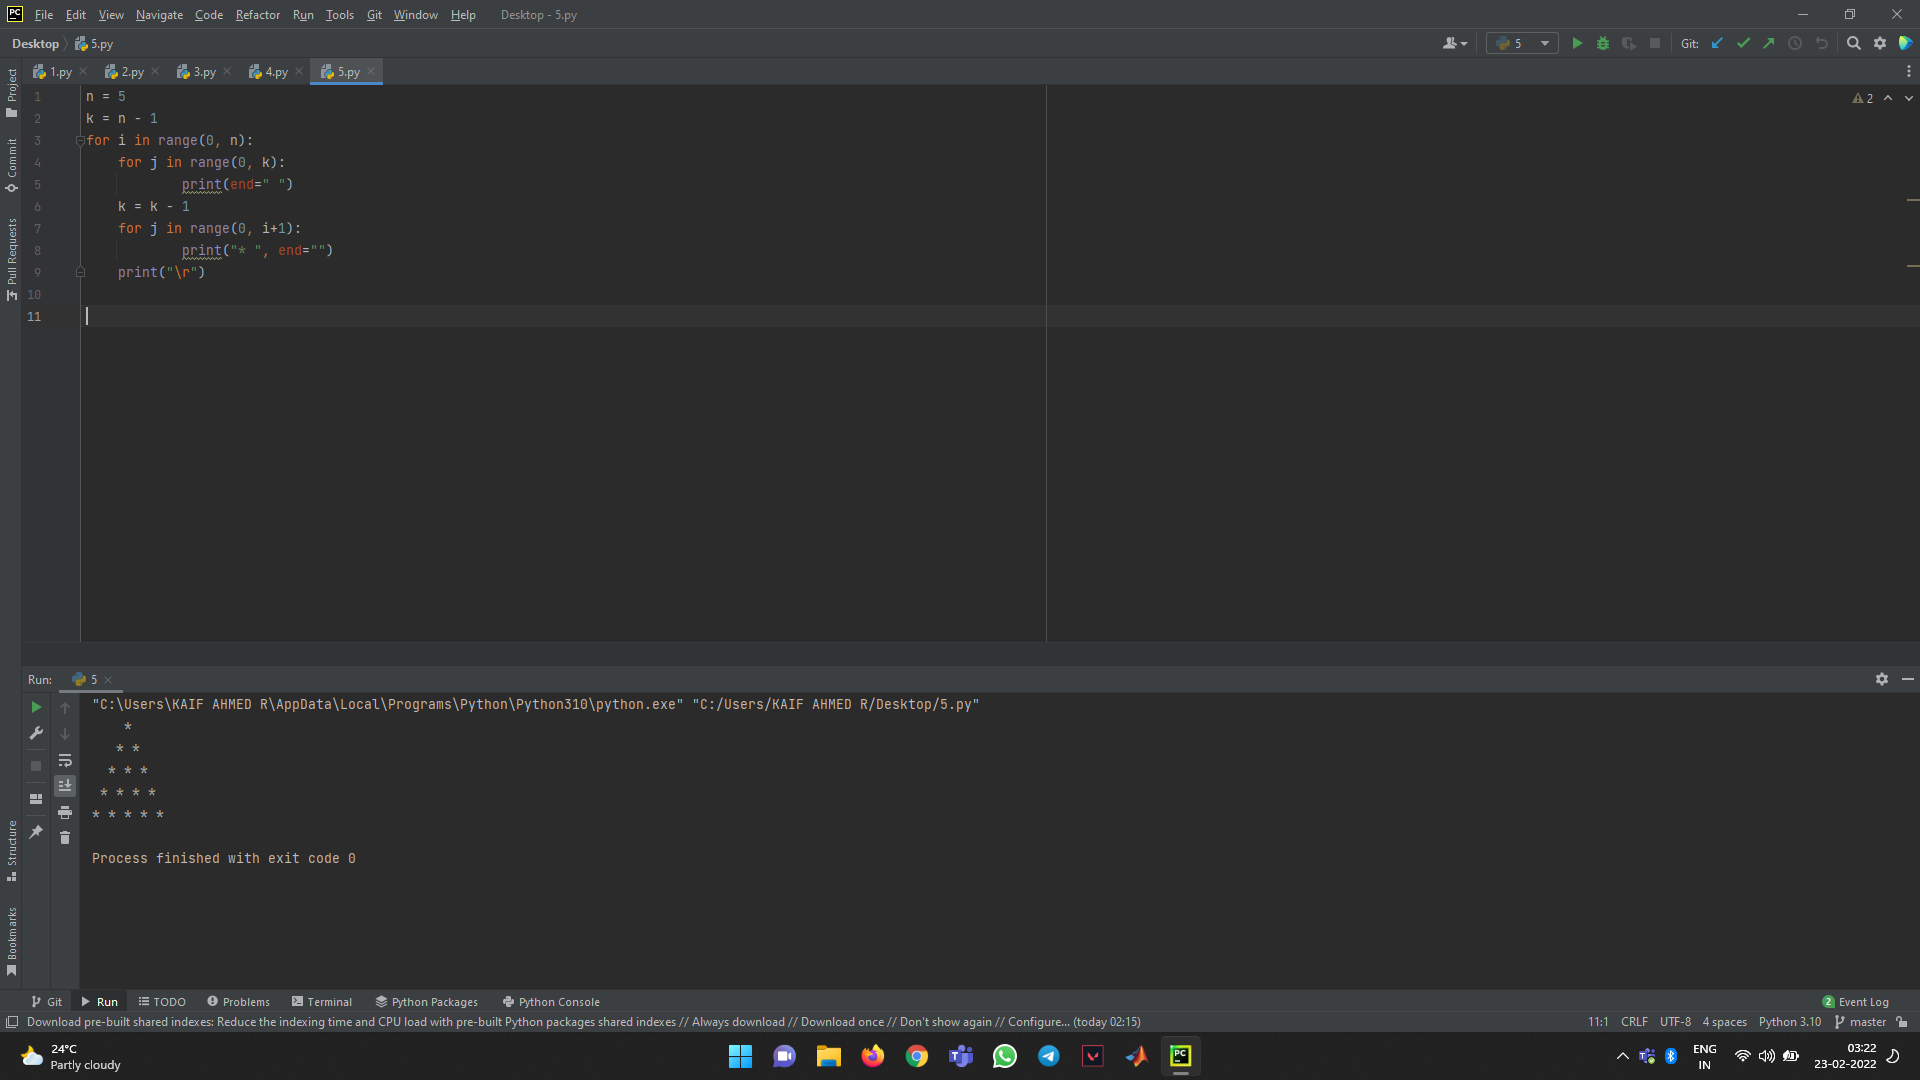 PC File Edit View Navigate Code Refactor Run Tools Git Window Help Desktop - 5.py
Desktop 5.py 5 Git:
1.py 2.py 3.py 4.py 5.py
Project
Commit
Pull Requests
Structure
Bookmarks
2
1 n = 5
2 k = n - 1
3 for i in range(0, n):
4     for j in range(0, k):
5             print(end=" ")
6     k = k - 1
7     for j in range(0, i+1):
8             print("* ", end="")
9     print("\r")
10
11
Run: 5
"C:\Users\KAIF AHMED R\AppData\Local\Programs\Python\Python310\python.exe" "C:/Users/KAIF AHMED R/Desktop/5.py"
    *
   * *
  * * *
 * * * *
* * * * *
Process finished with exit code 0
Git Run TODO Problems Terminal Python Packages Python Console 2 Event Log
Download pre-built shared indexes: Reduce the indexing time and CPU load with pre-built Python packages shared indexes // Always download // Download once // Don't show again // Configure... (today 02:15) 11:1 CRLF UTF-8 4 spaces Python 3.10 master
24°C
Partly cloudy
PC
ENG
IN
03:22
23-02-2022